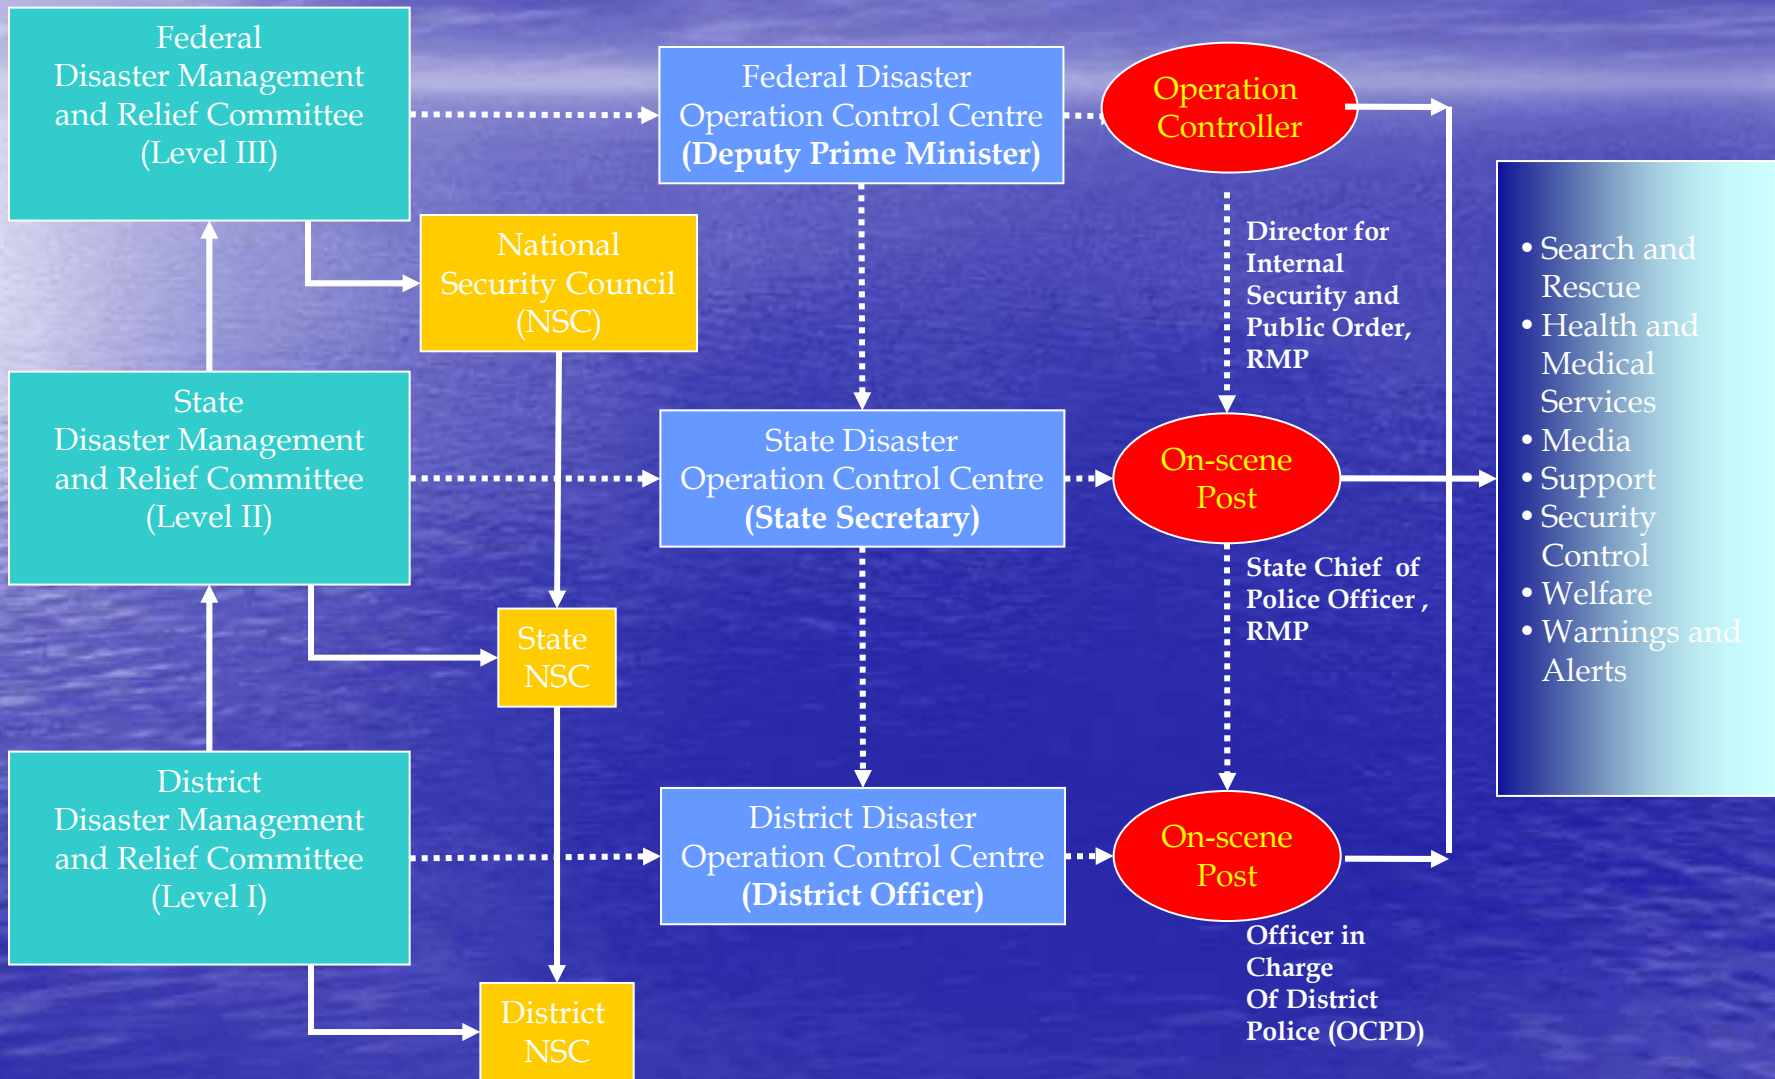 Federal
Disaster Management
and Relief Committee
(Level III)
Federal Disaster
Operation Control Centre
(Deputy Prime Minister)
Operation
Controller
National
Security Council
(NSC)
Director for
Internal
Security and
Public Order,
RMP
State
Disaster Management
and Relief Committee
(Level II)
State Disaster
Operation Control Centre
(State Secretary)
On-scene
Post
State Chief of
Police Officer ,
RMP
State
NSC
District
Disaster Management
and Relief Committee
(Level I)
District Disaster
Operation Control Centre
(District Officer)
On-scene
Post
Officer in
Charge
Of District
Police (OCPD)
District
NSC
• Search and
Rescue
• Health and
Medical
Services
• Media
• Support
• Security
Control
• Welfare
• Warnings and
Alerts